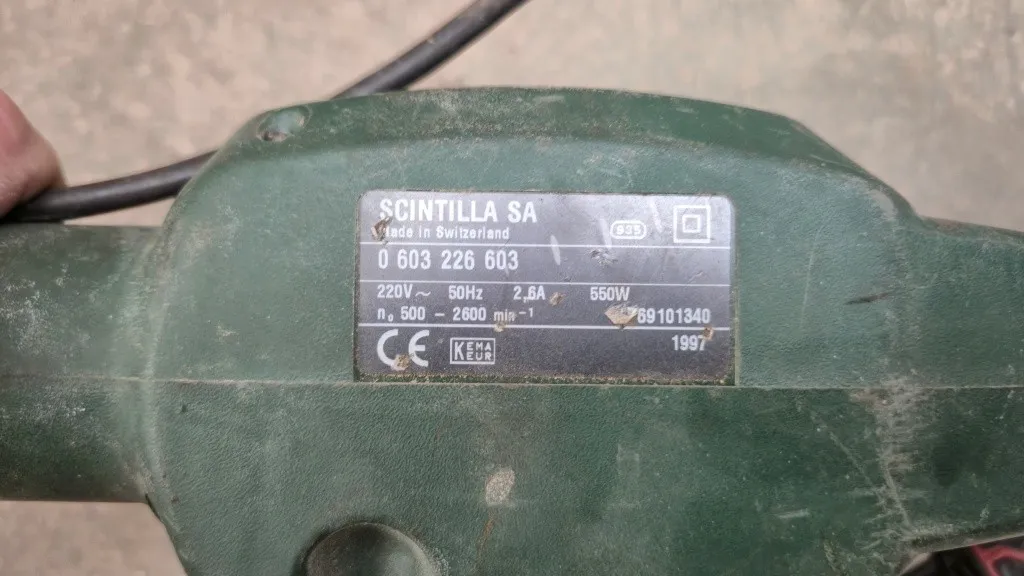 SCINTILLA SA
Made in Switzerland
935
0 603 226 603
220V ~ 50Hz 2,6A 550W
n₀ 500 – 2600 min⁻¹
69101340
CE KEMA KEUR
1997